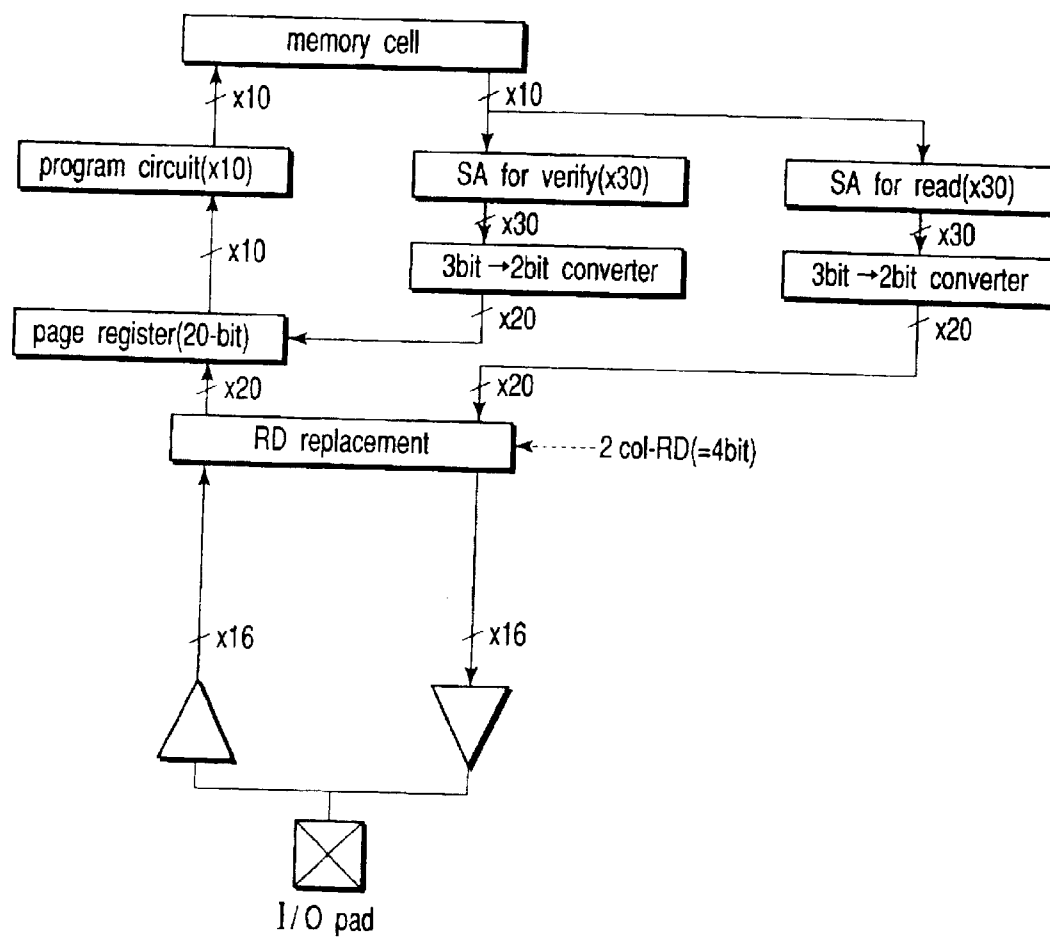 memory cell
x10
x10
program circuit(x10)
SA for verify(x30)
SA for read(x30)
x30
x30
x10
3bit→2bit converter
3bit→2bit converter
x20
x20
page register(20-bit)
x20
x20
RD replacement
2 col-RD(=4bit)
x16
x16
I/O pad